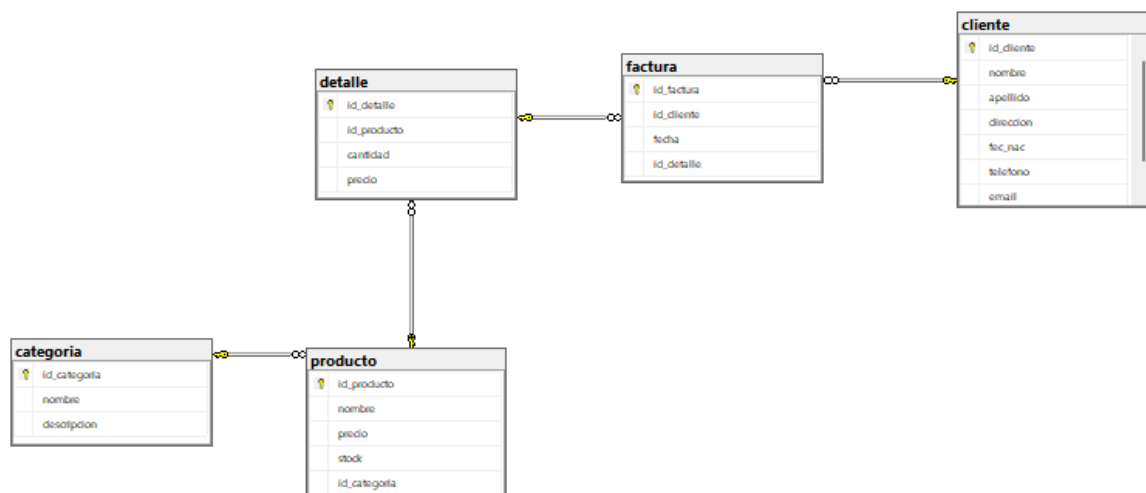 cliente
id_cliente
nombre
apellido
direccion
fec_nac
telefono
email
factura
id_factura
id_cliente
fecha
id_detalle
detalle
id_detalle
id_producto
cantidad
precio
categoria
id_categoria
nombre
descripcion
producto
id_producto
nombre
precio
stock
id_categoria